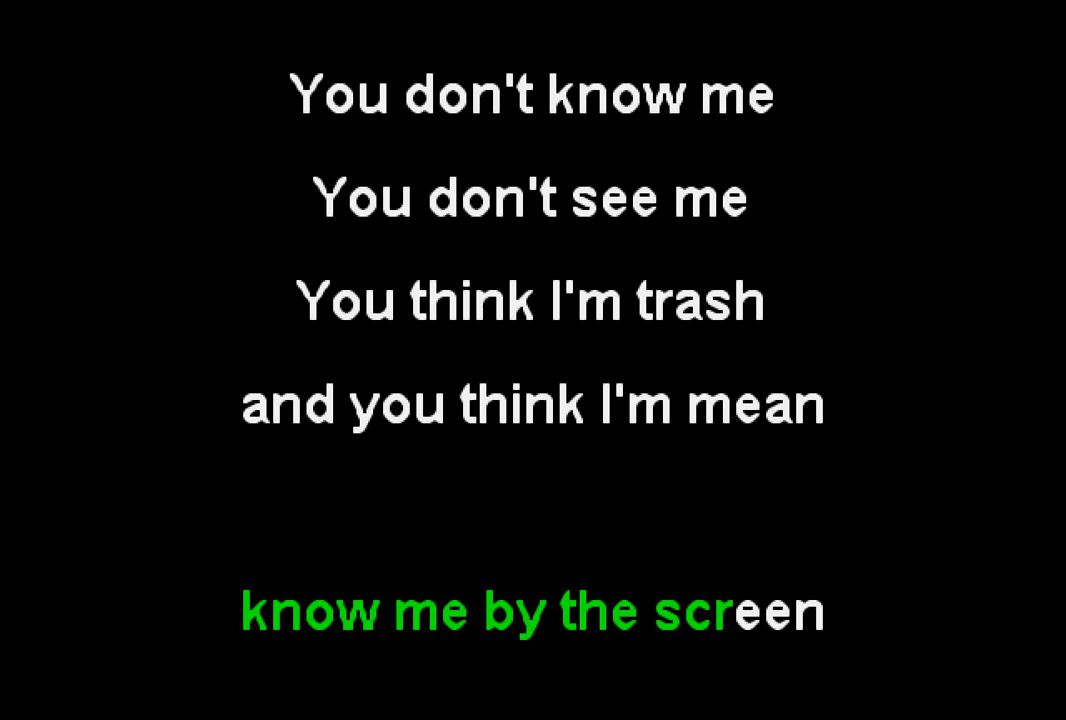 You don't know me
You don't see me
You think I'm trash
and you think I'm mean
know me by the screen